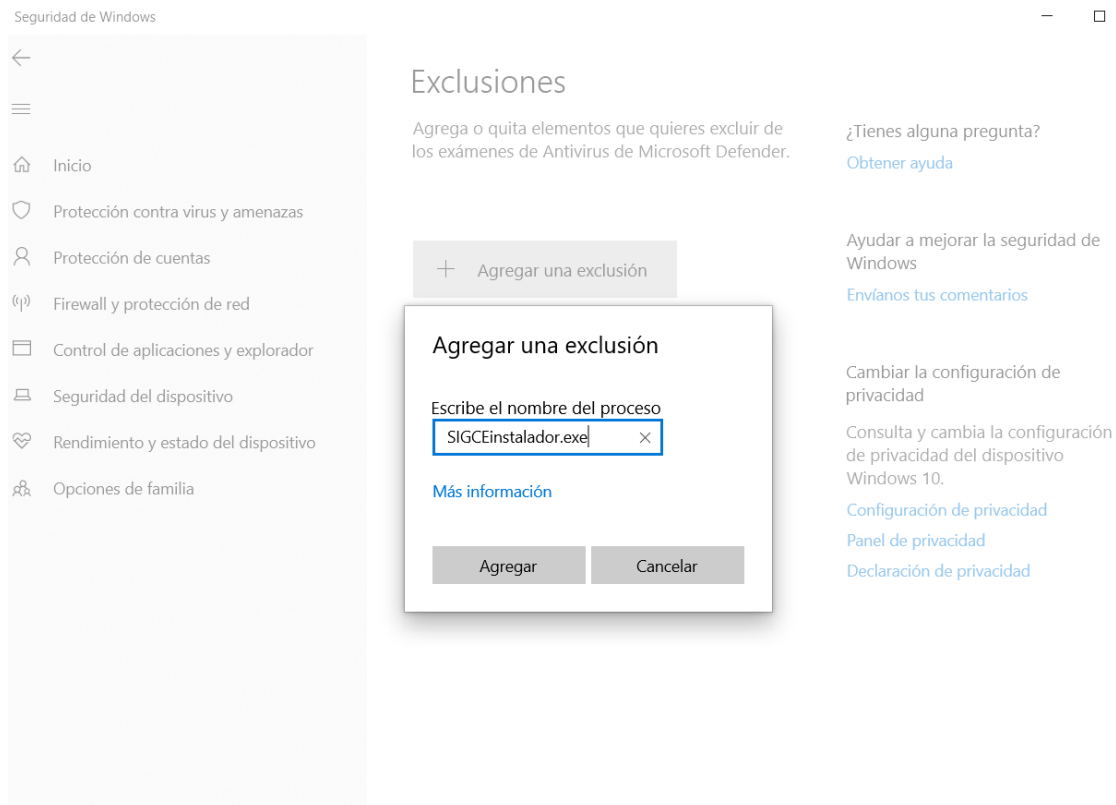 Seguridad de Windows
Inicio
Protección contra virus y amenazas
Protección de cuentas
Firewall y protección de red
Control de aplicaciones y explorador
Seguridad del dispositivo
Rendimiento y estado del dispositivo
Opciones de familia
Exclusiones
Agrega o quita elementos que quieres excluir de
los exámenes de Antivirus de Microsoft Defender.
Agregar una exclusión
Agregar una exclusión
Escribe el nombre del proceso
SIGCEinstalador.exe
Más información
Agregar
Cancelar
¿Tienes alguna pregunta?
Obtener ayuda
Ayudar a mejorar la seguridad de
Windows
Envíanos tus comentarios
Cambiar la configuración de
privacidad
Consulta y cambia la configuración
de privacidad del dispositivo
Windows 10.
Configuración de privacidad
Panel de privacidad
Declaración de privacidad